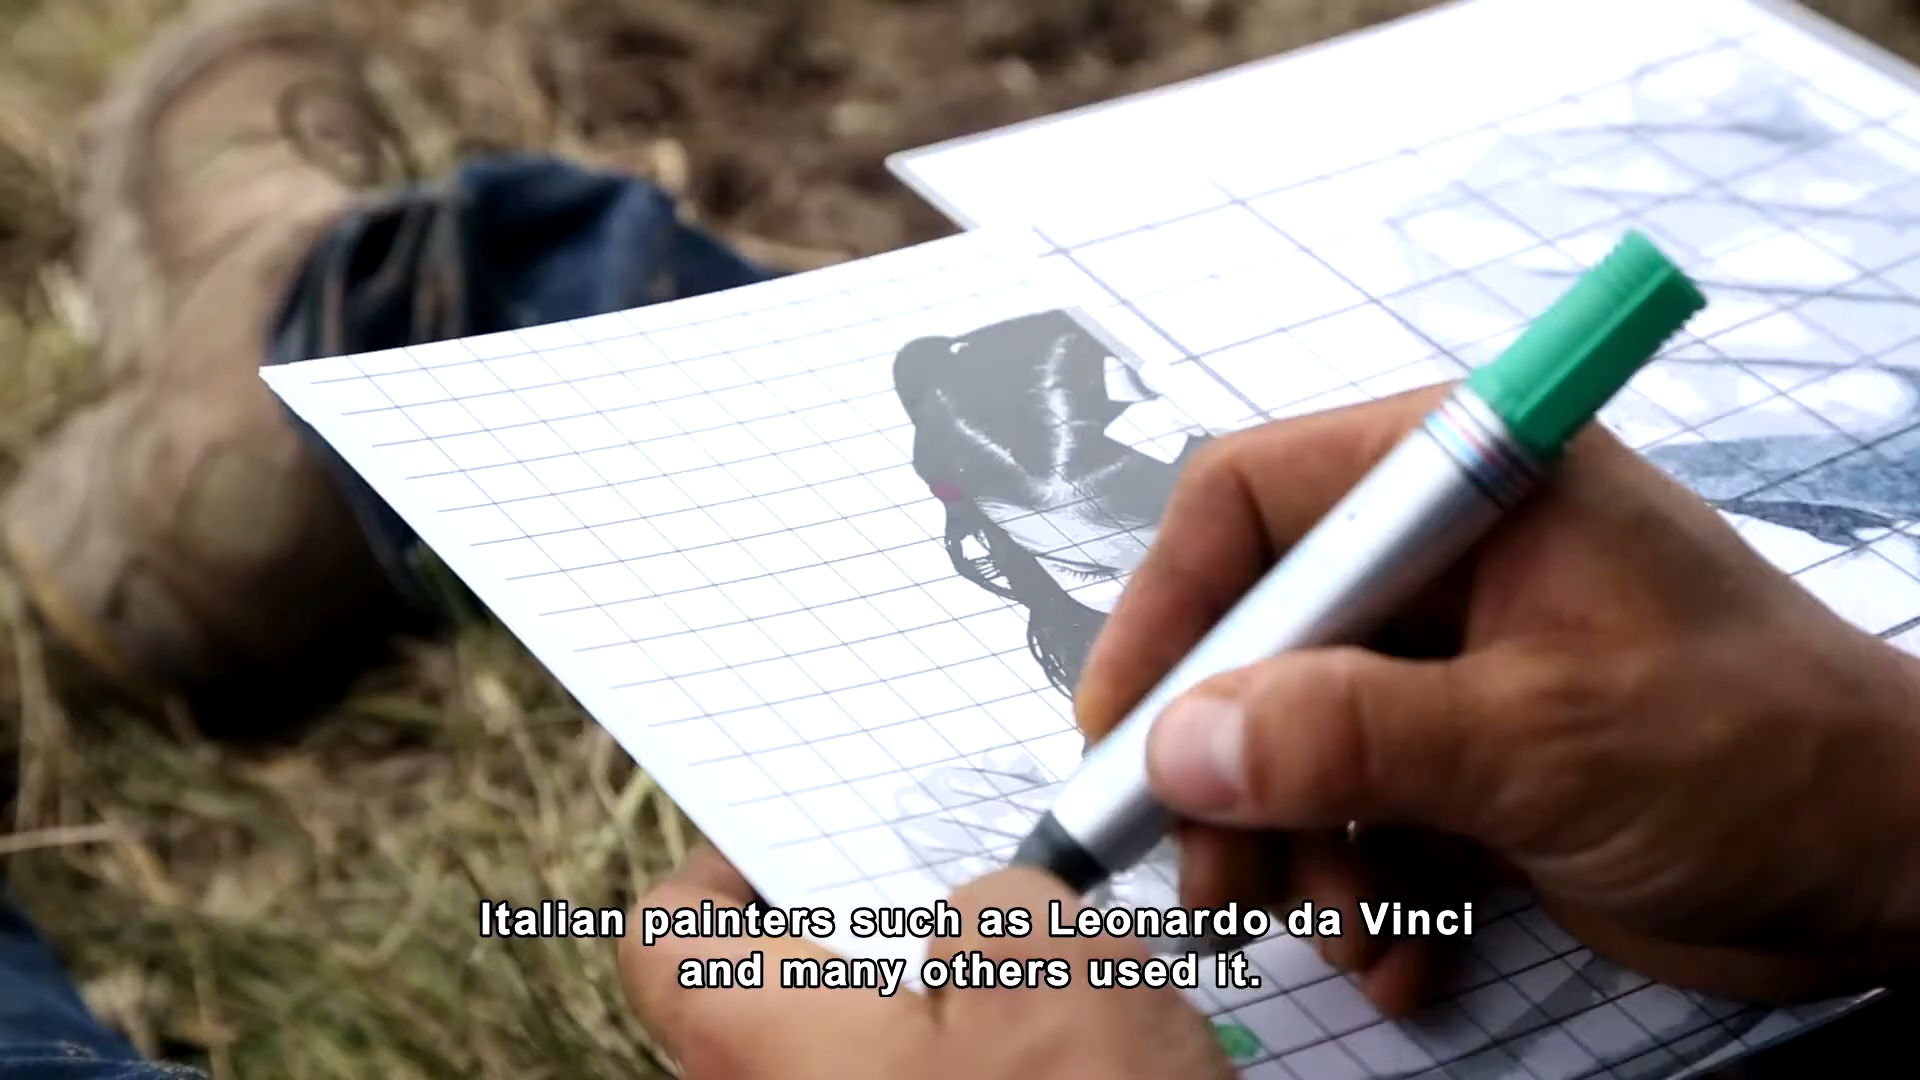 Italian painters such as Leonardo da Vinci
and many others used it.